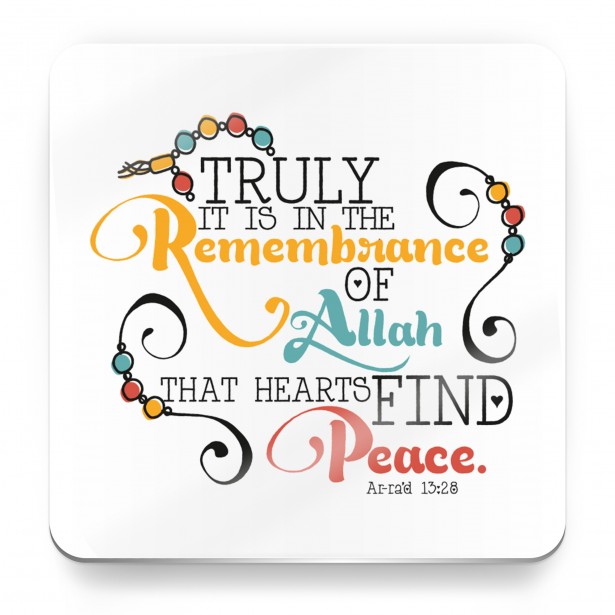 TRULY
IT IS IN THE
Remembrance
OF
Allah
THAT HEARTS FIND
Peace.
Ar-ra'd 13:28